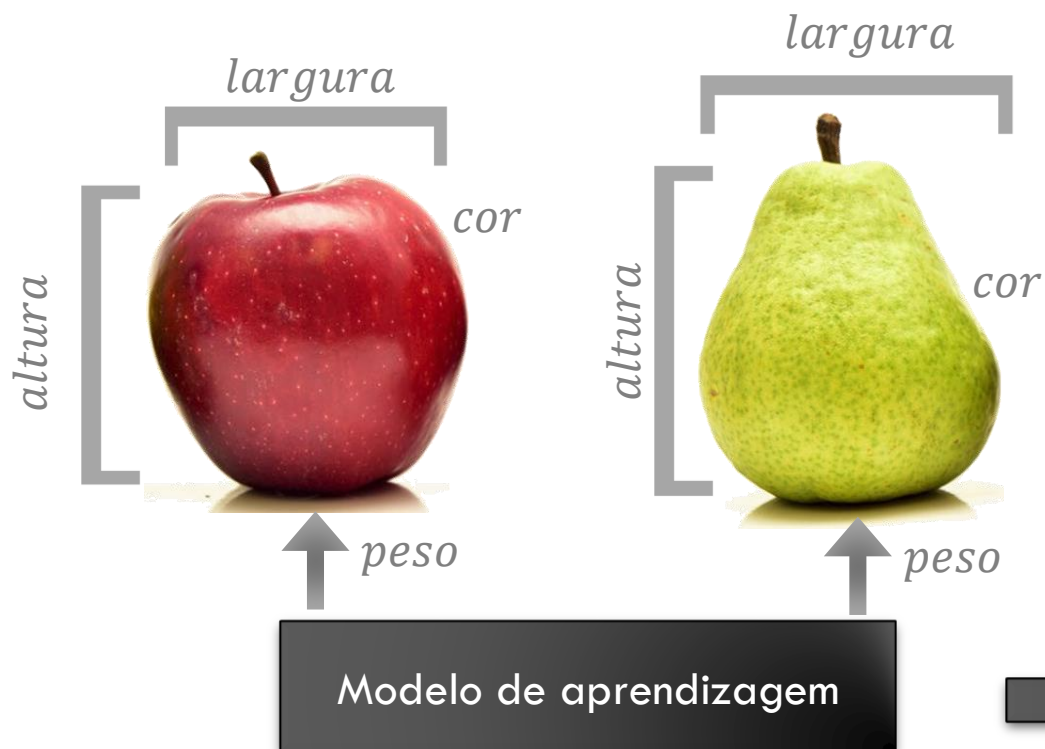 largura
largura
cor
cor
altura
altura
peso
peso
Modelo de aprendizagem